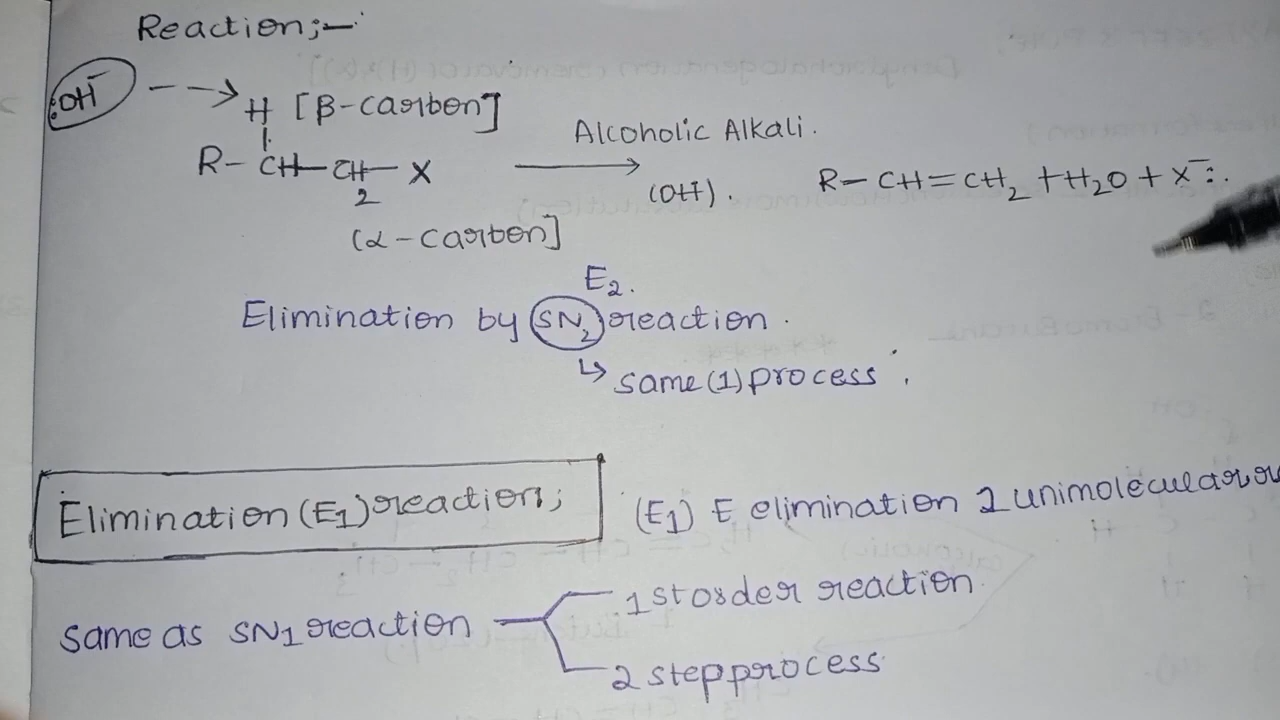 Reaction;-
:OH⁻ --→ H [β-carbon]
R-CH-CH₂-X → Alcoholic Alkali. (OH⁻). R-CH=CH₂ + H₂O + X⁻:.
(α-carbon]
E₂.
Elimination by SN₂ reaction.
↳ same (1) process.
Elimination (E₁) reaction; (E₁) E elimination 1 unimolecular
same as SN₁ reaction
1st order reaction
2 step process